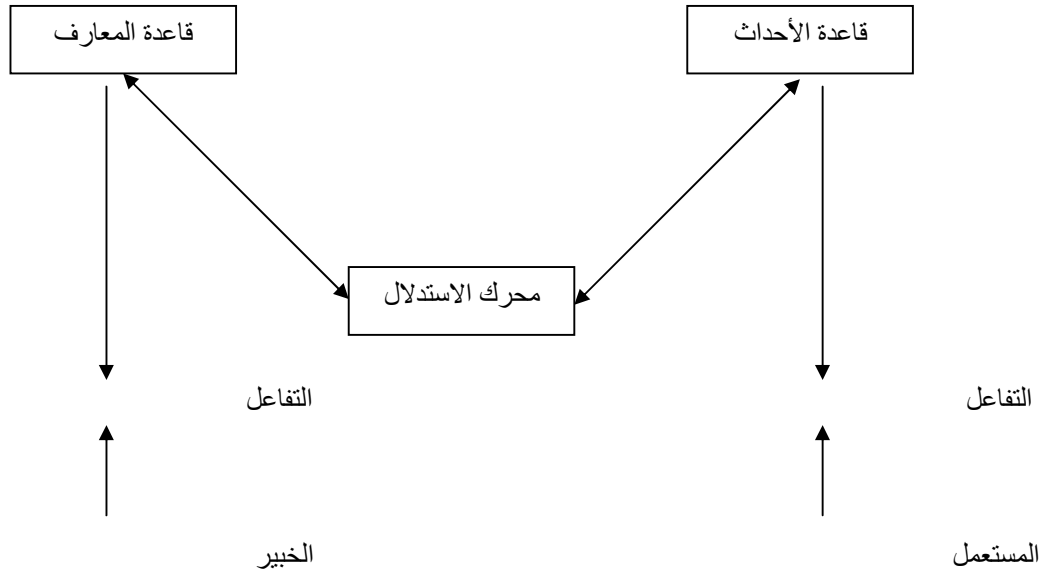 قاعدة الأحداث
قاعدة المعارف
محرك الاستدلال
التفاعل
التفاعل
المستعمل
الخبير